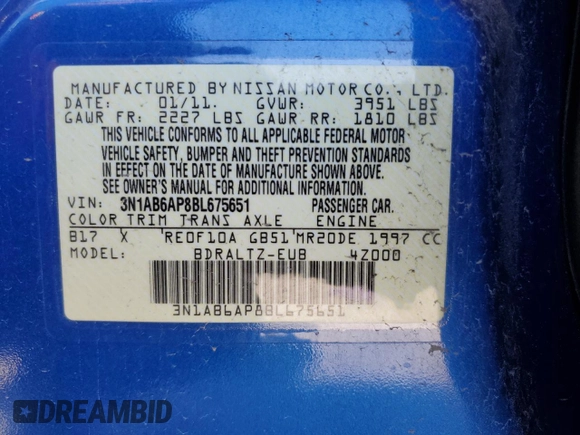 MANUFACTURED BY NISSAN MOTOR CO., LTD.
DATE: 01/11. GVWR: 3951 LBS
GAWR FR: 2227 LBS GAWR RR: 1810 LBS
THIS VEHICLE CONFORMS TO ALL APPLICABLE FEDERAL MOTOR
VEHICLE SAFETY, BUMPER AND THEFT PREVENTION STANDARDS
IN EFFECT ON THE DATE OF MANUFACTURE SHOWN ABOVE.
SEE OWNER'S MANUAL FOR ADDITIONAL INFORMATION.
VIN: 3N1AB6AP8BL675651 PASSENGER CAR.
COLOR TRIM TRANS AXLE ENGINE
B17 X RE0F10A GB51 MR20DE 1997 CC
MODEL: BDRALTZ-EUB 4Z000
3N1AB6AP8BL675651
DREAMBID